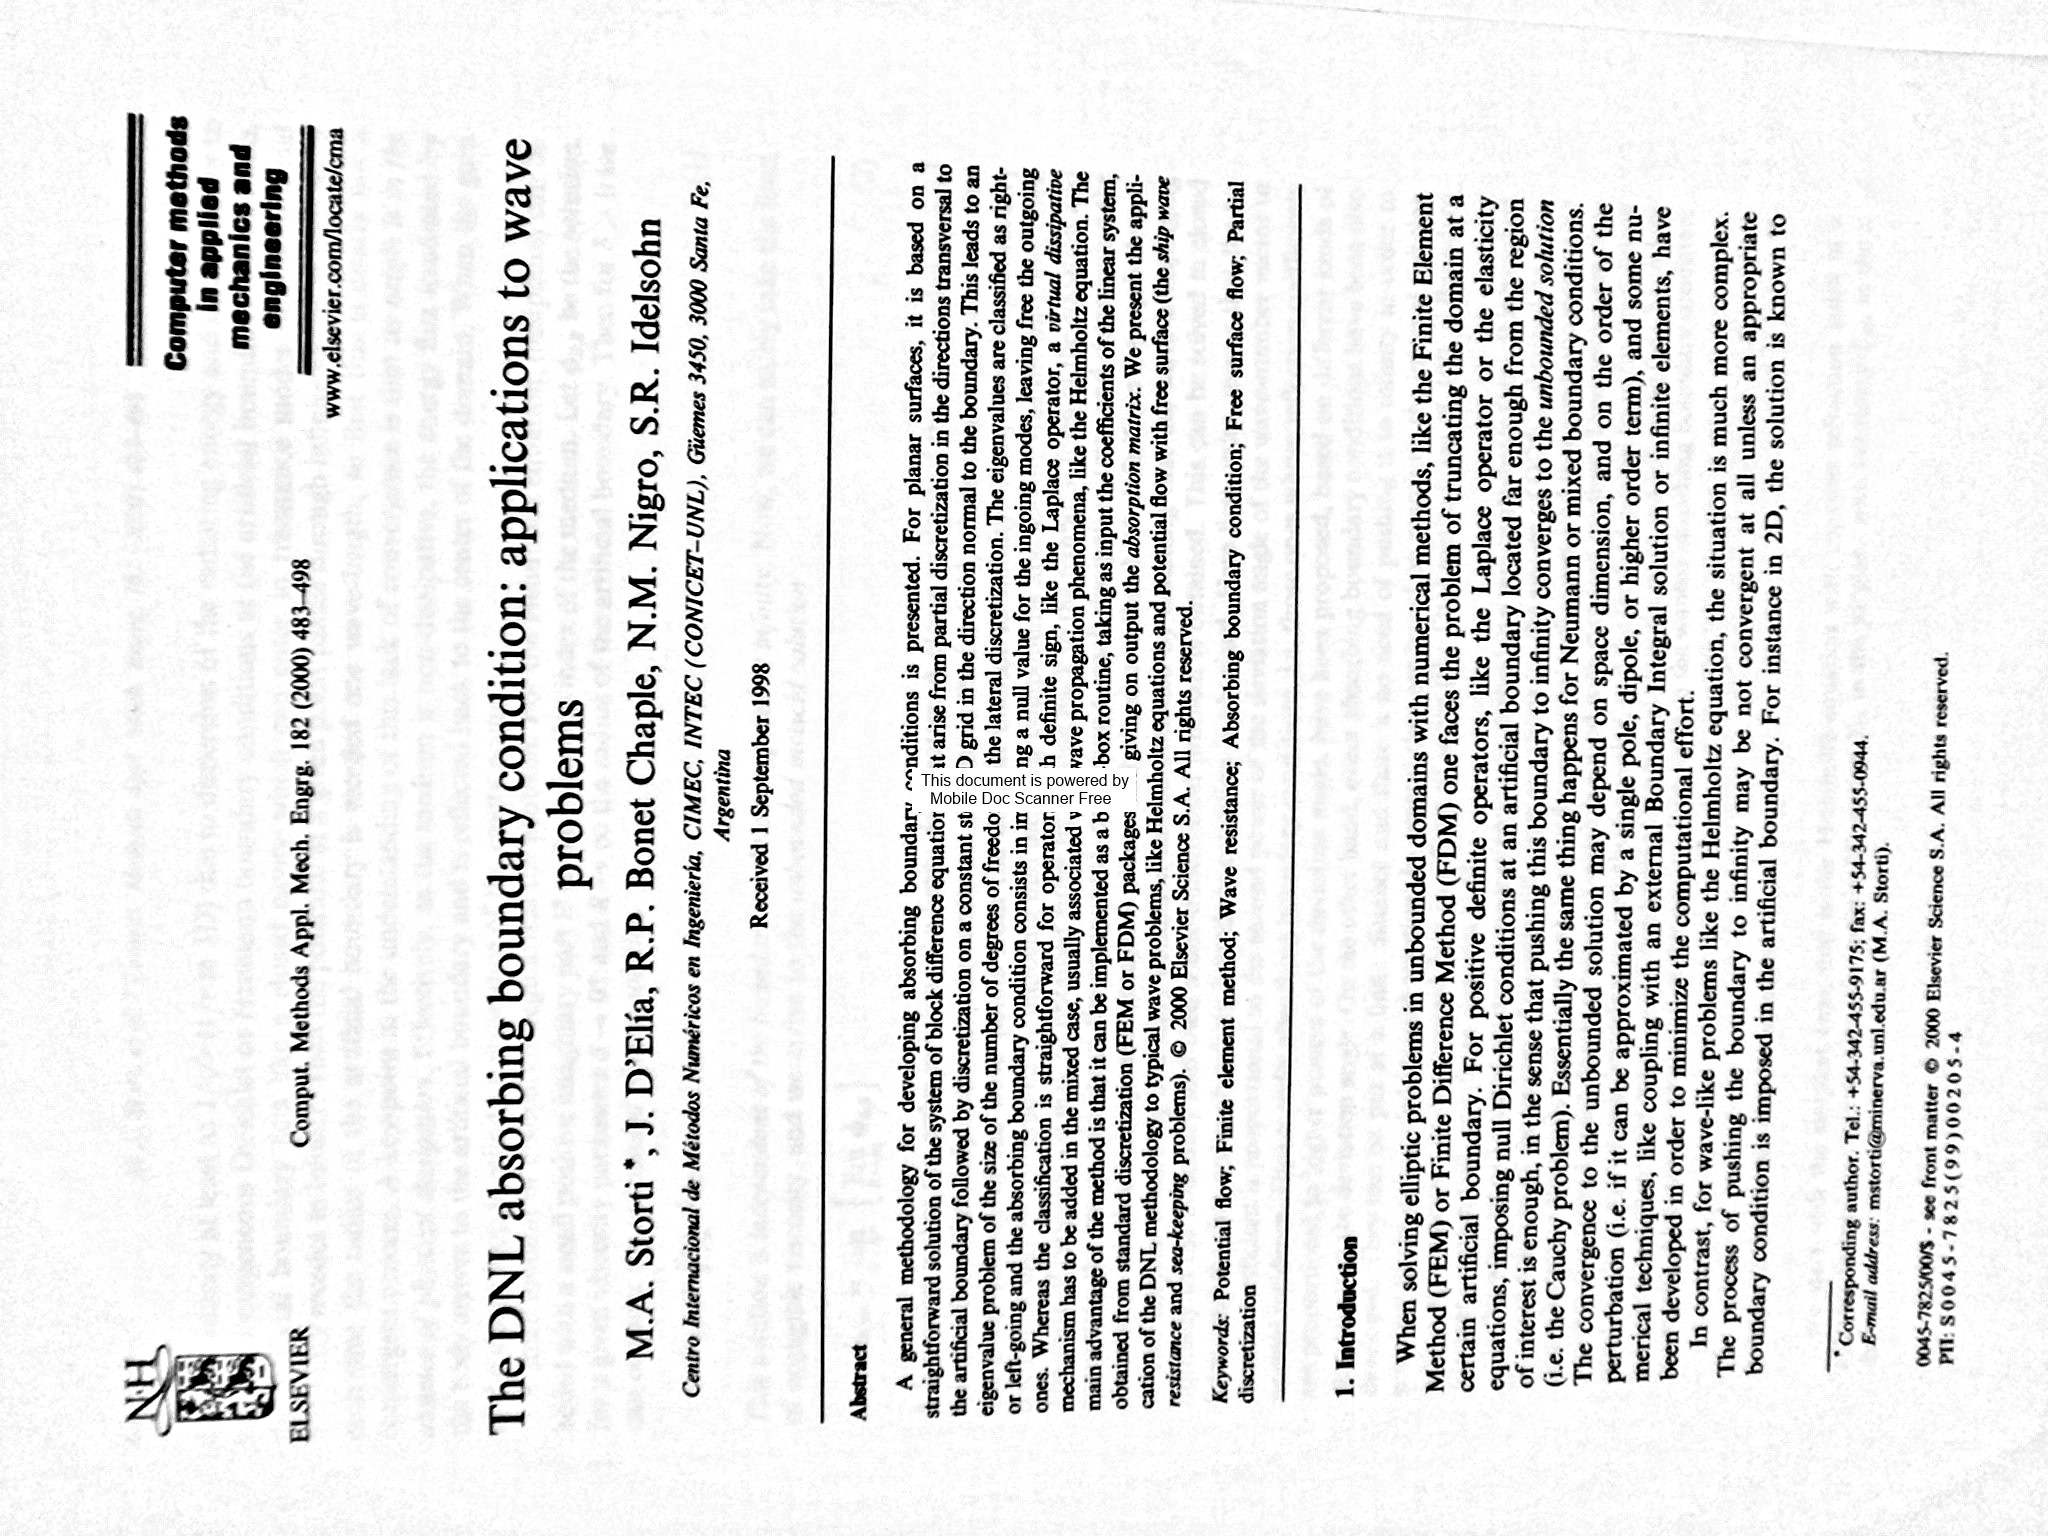 N·H
ELSEVIER
Comput. Methods Appl. Mech. Engrg. 182 (2000) 483–498
Computer methods
in applied
mechanics and
engineering
www.elsevier.com/locate/cma
The DNL absorbing boundary condition: applications to wave
problems
M.A. Storti *, J. D'Elía, R.P. Bonet Chaple, N.M. Nigro, S.R. Idelsohn
Centro Internacional de Métodos Numéricos en Ingeniería, CIMEC, INTEC (CONICET–UNL), Güemes 3450, 3000 Santa Fe,
Argentina
Received 1 September 1998
Abstract
A general methodology for developing absorbing boundary conditions is presented. For planar surfaces, it is based on a
straightforward solution of the system of block difference equation at arise from partial discretization in the directions transversal to
the artificial boundary followed by discretization on a constant st D grid in the direction normal to the boundary. This leads to an
eigenvalue problem of the size of the number of degrees of freedo the lateral discretization. The eigenvalues are classified as right-
or left-going and the absorbing boundary condition consists in im ng a null value for the ingoing modes, leaving free the outgoing
ones. Whereas the classification is straightforward for operator h definite sign, like the Laplace operator, a virtual dissipative
mechanism has to be added in the mixed case, usually associated w wave propagation phenomena, like the Helmholtz equation. The
main advantage of the method is that it can be implemented as a b -box routine, taking as input the coefficients of the linear system,
obtained from standard discretization (FEM or FDM) packages giving on output the absorption matrix. We present the appli-
cation of the DNL methodology to typical wave problems, like Helmholtz equations and potential flow with free surface (the ship wave
resistance and sea-keeping problems). © 2000 Elsevier Science S.A. All rights reserved.
This document is powered by
Mobile Doc Scanner Free
Keywords: Potential flow; Finite element method; Wave resistance; Absorbing boundary condition; Free surface flow; Partial
discretization
1. Introduction
When solving elliptic problems in unbounded domains with numerical methods, like the Finite Element
Method (FEM) or Finite Difference Method (FDM) one faces the problem of truncating the domain at a
certain artificial boundary. For positive definite operators, like the Laplace operator or the elasticity
equations, imposing null Dirichlet conditions at an artificial boundary located far enough from the region
of interest is enough, in the sense that pushing this boundary to infinity converges to the unbounded solution
(i.e. the Cauchy problem). Essentially the same thing happens for Neumann or mixed boundary conditions.
The convergence to the unbounded solution may depend on space dimension, and on the order of the
perturbation (i.e. if it can be approximated by a single pole, dipole, or higher order term), and some nu-
merical techniques, like coupling with an external Boundary Integral solution or infinite elements, have
been developed in order to minimize the computational effort.
In contrast, for wave-like problems like the Helmholtz equation, the situation is much more complex.
The process of pushing the boundary to infinity may be not convergent at all unless an appropriate
boundary condition is imposed in the artificial boundary. For instance in 2D, the solution is known to
* Corresponding author. Tel.: +54-342-455-9175; fax: +54-342-455-0944.
E-mail address: mstorti@minerva.unl.edu.ar (M.A. Storti).
0045-7825/00/$ - see front matter © 2000 Elsevier Science S.A. All rights reserved.
PII: S0045-7825(99)00205-4